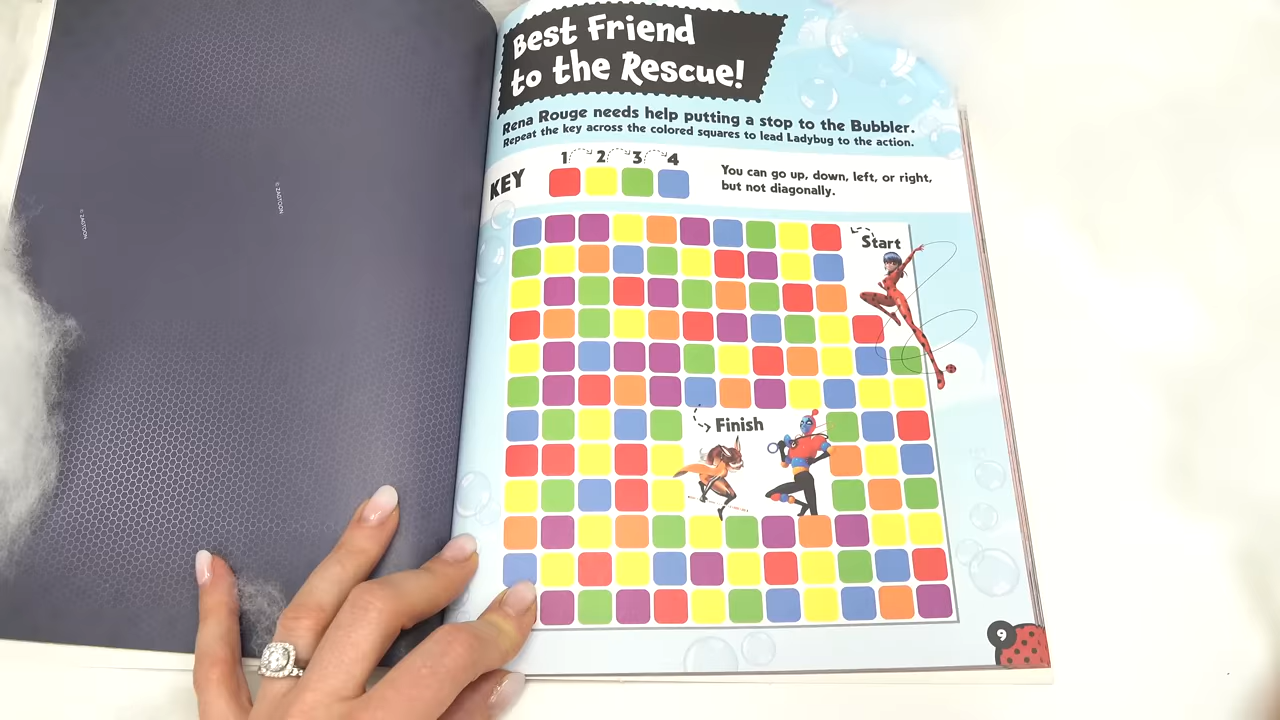 © ZAGTOON
© ZAGTOON
Best Friend
to the Rescue!
Rena Rouge needs help putting a stop to the Bubbler.
Repeat the key across the colored squares to lead Ladybug to the action.
KEY
1 2 3 4
You can go up, down, left, or right,
but not diagonally.
Start
Finish
9